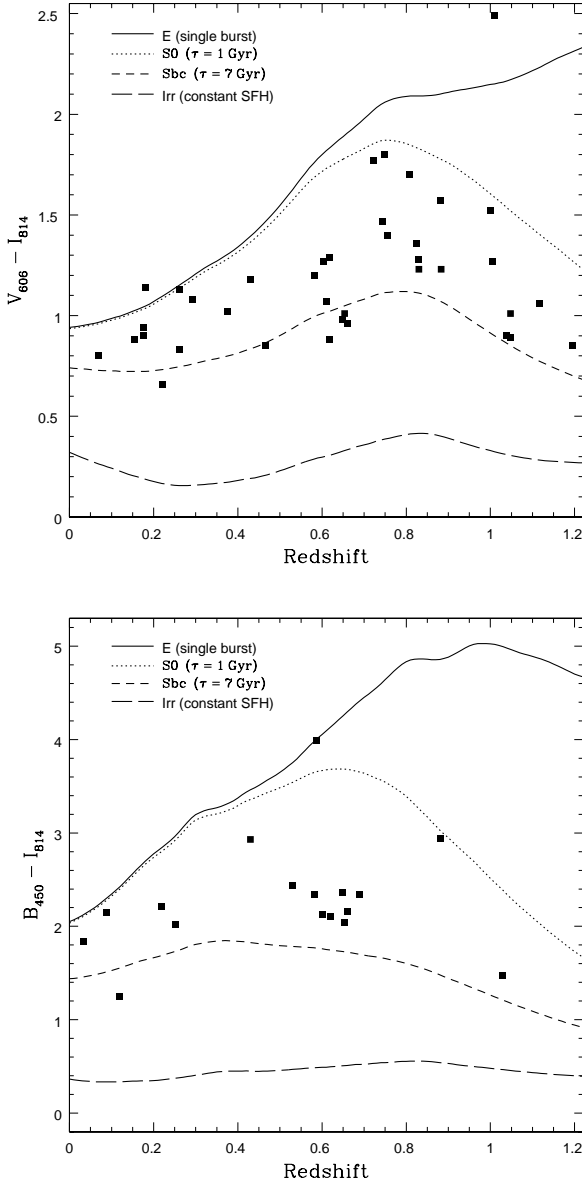 2.5
E (single burst)
S0 (τ = 1 Gyr)
Sbc (τ = 7 Gyr)
Irr (constant SFH)
2
1.5
V₆₀₆ − I₈₁₄
1
0.5
0
0 0.2 0.4 0.6 0.8 1 1.2
Redshift
5
E (single burst)
S0 (τ = 1 Gyr)
Sbc (τ = 7 Gyr)
Irr (constant SFH)
4
3
B₄₅₀ − I₈₁₄
2
1
0
0 0.2 0.4 0.6 0.8 1 1.2
Redshift